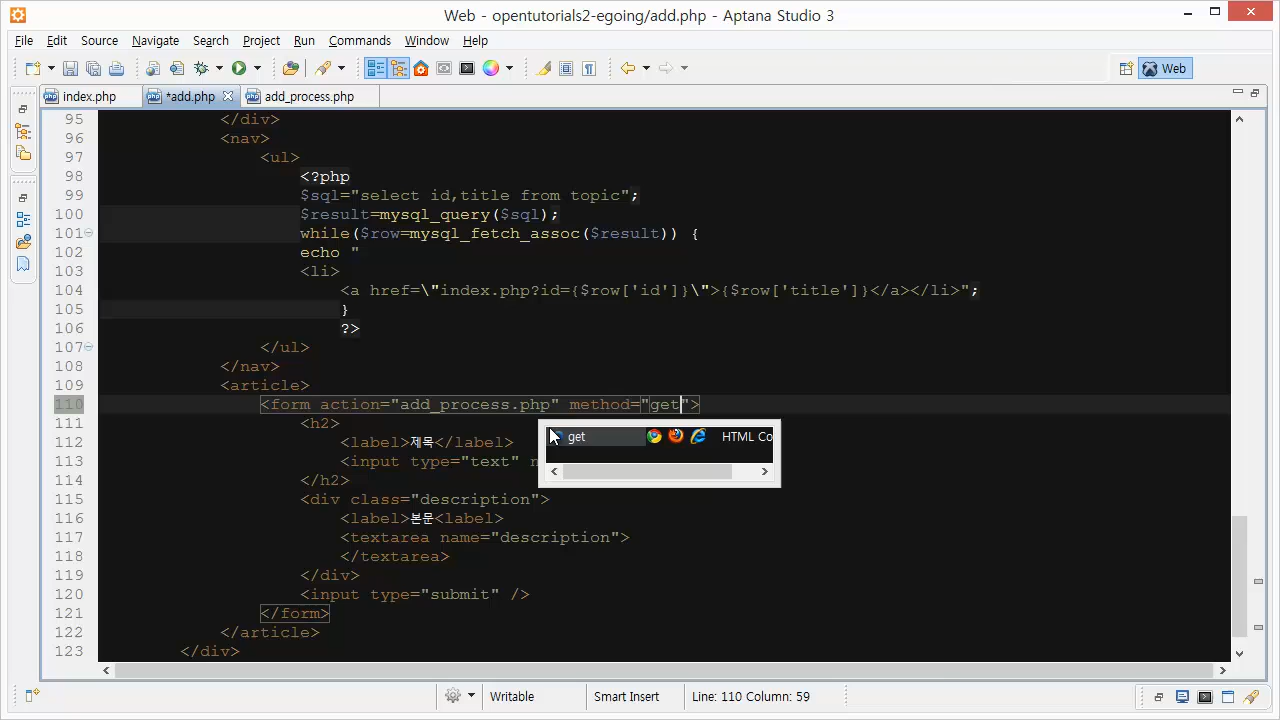 Web - opentutorials2-egoing/add.php - Aptana Studio 3
File Edit Source Navigate Search Project Run Commands Window Help
Web
index.php *add.php add_process.php
95 </div>
96 <nav>
97 <ul>
98 <?php
99 $sql="select id,title from topic";
100 $result=mysql_query($sql);
101 while($row=mysql_fetch_assoc($result)) {
102 echo "
103 <li>
104 <a href=\"index.php?id={$row['id']}\">{$row['title']}</a></li>";
105 }
106 ?>
107 </ul>
108 </nav>
109 <article>
110 <form action="add_process.php" method="get">
111 <h2>
112 <label>제목</label>
get HTML Co
113 <input type="text" n
114 </h2>
115 <div class="description">
116 <label>본문<label>
117 <textarea name="description">
118 </textarea>
119 </div>
120 <input type="submit" />
121 </form>
122 </article>
123 </div>
Writable Smart Insert Line: 110 Column: 59